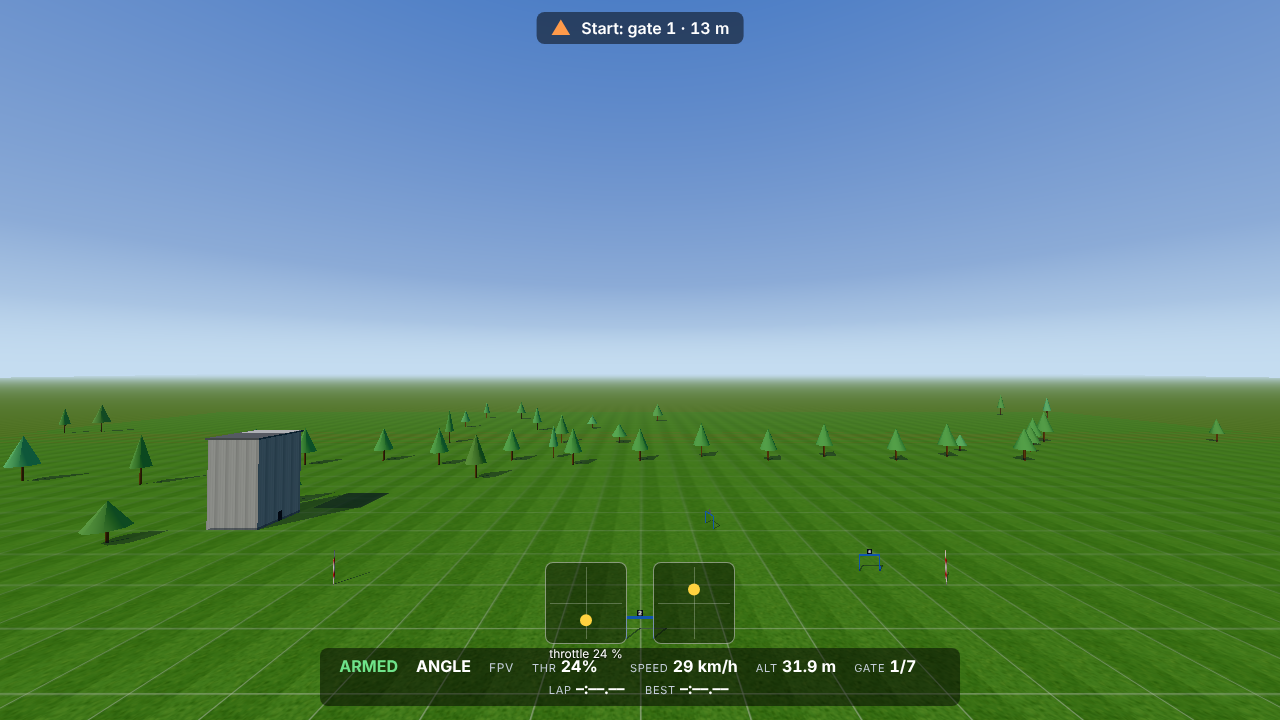 Start: gate 1 · 13 m
throttle 24 %
ARMED ANGLE FPV THR 24% SPEED 29 km/h ALT 31.9 m GATE 1/7
LAP –:––.–– BEST –:––.––